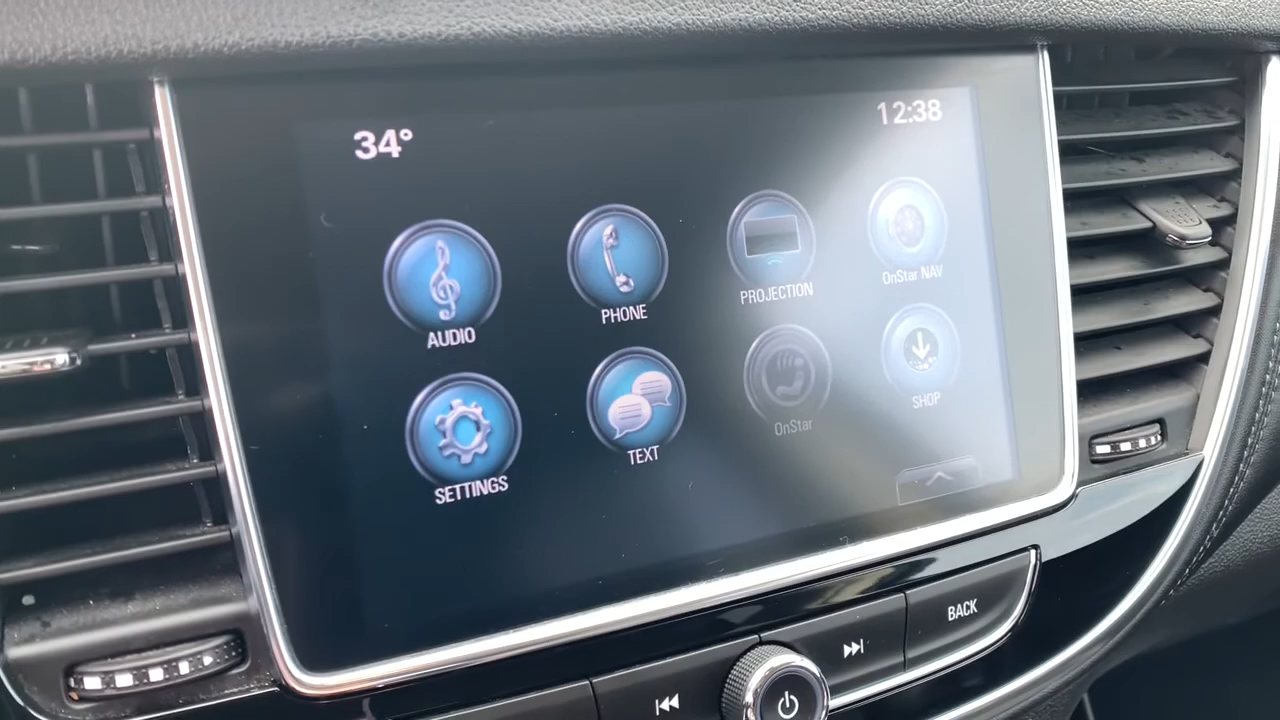 34°
12:38
AUDIO
PHONE
PROJECTION
OnStar NAV
SETTINGS
TEXT
OnStar
SHOP
BACK